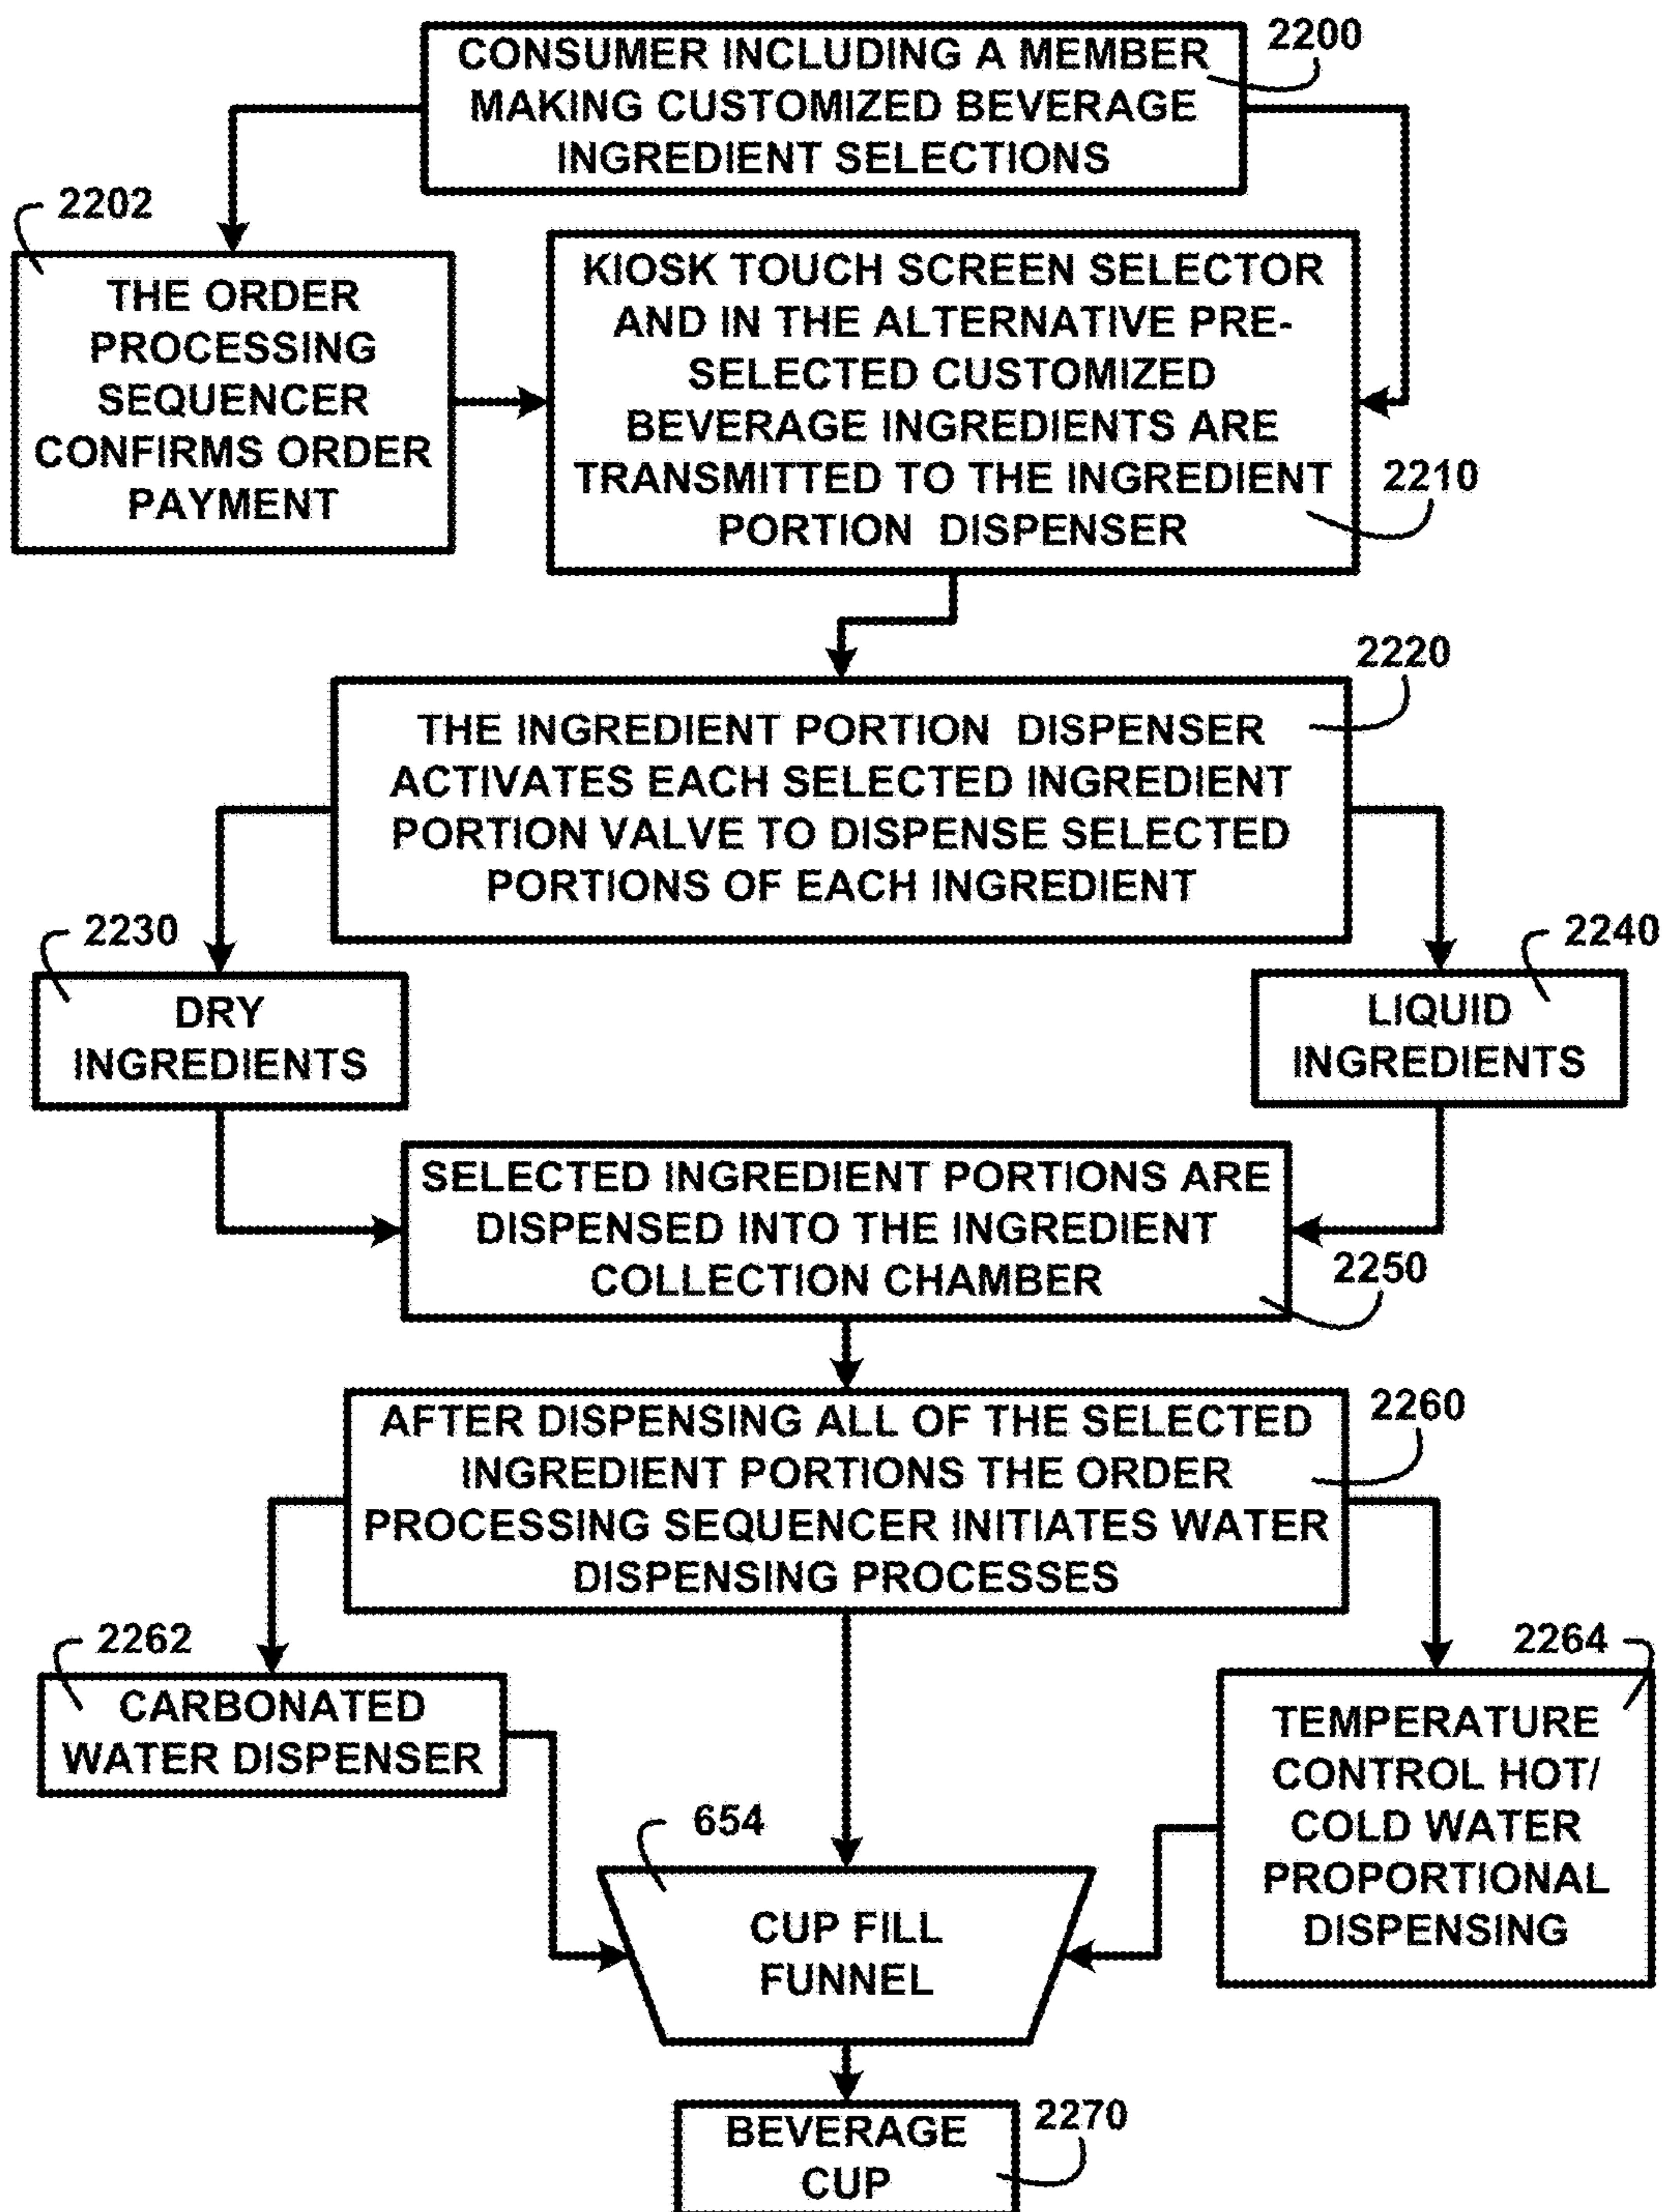 2200
CONSUMER INCLUDING A MEMBER
MAKING CUSTOMIZED BEVERAGE
INGREDIENT SELECTIONS
2202
THE ORDER
PROCESSING
SEQUENCER
CONFIRMS ORDER
PAYMENT
KIOSK TOUCH SCREEN SELECTOR
AND IN THE ALTERNATIVE PRE-
SELECTED CUSTOMIZED
BEVERAGE INGREDIENTS ARE
TRANSMITTED TO THE INGREDIENT
PORTION DISPENSER
2210
2220
THE INGREDIENT PORTION DISPENSER
ACTIVATES EACH SELECTED INGREDIENT
PORTION VALVE TO DISPENSE SELECTED
PORTIONS OF EACH INGREDIENT
2230
DRY
INGREDIENTS
2240
LIQUID
INGREDIENTS
SELECTED INGREDIENT PORTIONS ARE
DISPENSED INTO THE INGREDIENT
COLLECTION CHAMBER
2250
2260
AFTER DISPENSING ALL OF THE SELECTED
INGREDIENT PORTIONS THE ORDER
PROCESSING SEQUENCER INITIATES WATER
DISPENSING PROCESSES
2262
CARBONATED
WATER DISPENSER
2264
TEMPERATURE
CONTROL HOT/
COLD WATER
PROPORTIONAL
DISPENSING
654
CUP FILL
FUNNEL
2270
BEVERAGE
CUP